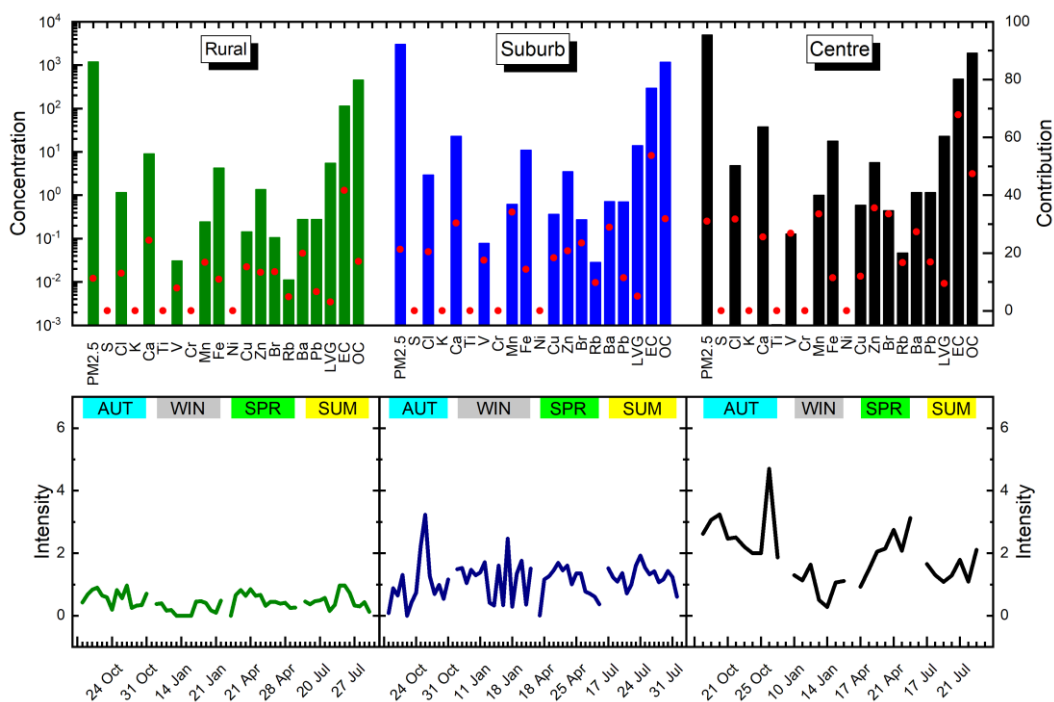 Rural Suburb Centre
Concentration
10⁴
10³
10²
10¹
10⁰
10⁻¹
10⁻²
10⁻³
Contribution
100
80
60
40
20
0
PM2.5 S Cl K Ca Ti V Cr Mn Fe Ni Cu Zn Br Rb Ba Pb LVG EC OC
PM2.5 S Cl K Ca Ti V Cr Mn Fe Ni Cu Zn Br Rb Ba Pb LVG EC OC
PM2.5 S Cl K Ca Ti V Cr Mn Fe Ni Cu Zn Br Rb Ba Pb LVG EC OC
AUT WIN SPR SUM AUT WIN SPR SUM AUT WIN SPR SUM
Intensity
6
4
2
0
Intensity
6
4
2
0
24 Oct 31 Oct 14 Jan 21 Jan 21 Apr 28 Apr 20 Jul 27 Jul
24 Oct 31 Oct 11 Jan 18 Jan 18 Apr 25 Apr 17 Jul 24 Jul 31 Jul
21 Oct 25 Oct 10 Jan 14 Jan 17 Apr 21 Apr 17 Jul 21 Jul